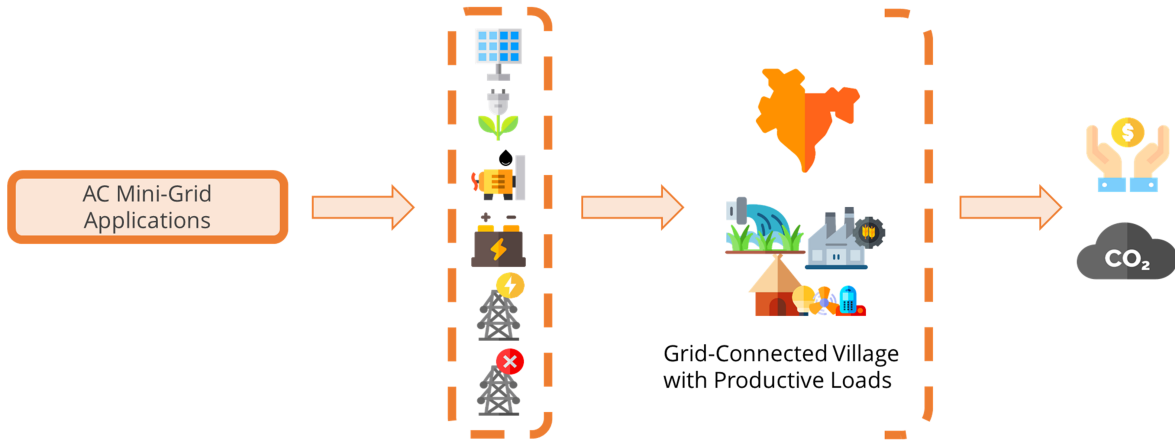 AC Mini-Grid
Applications
+ -
$
CO₂
Grid-Connected Village
with Productive Loads